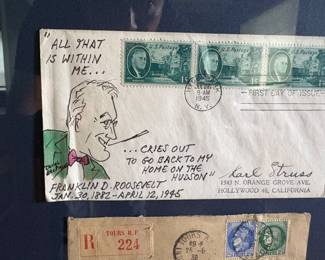 "ALL THAT
IS WITHIN
ME...
U.S. Postage
U.S. Postage
9 AM
1945
N.Y.
FIRST DAY OF ISSUE
...CRIES OUT
TO GO BACK TO MY
HOME ON THE
HUDSON"
FRANKLIN D. ROOSEVELT
JAN. 30, 1882 - APRIL 12, 1945
Karl Struss
1343 N. ORANGE GROVE AVE.
HOLLYWOOD 46, CALIFORNIA
R
TOURS R.P.
224